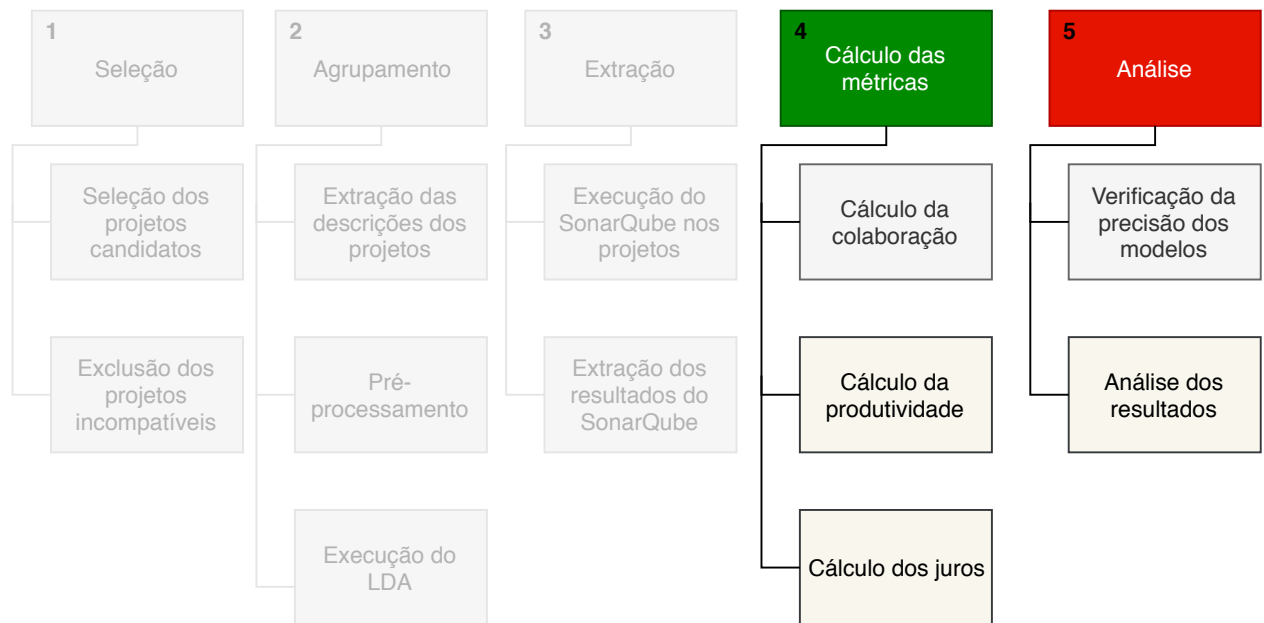 1
Seleção
Seleção dos
projetos
candidatos
Exclusão dos
projetos
incompatíveis
2
Agrupamento
Extração das
descrições dos
projetos
Pré-
processamento
Execução do
LDA
3
Extração
Execução do
SonarQube nos
projetos
Extração dos
resultados do
SonarQube
4
Cálculo das
métricas
Cálculo da
colaboração
Cálculo da
produtividade
Cálculo dos juros
5
Análise
Verificação da
precisão dos
modelos
Análise dos
resultados